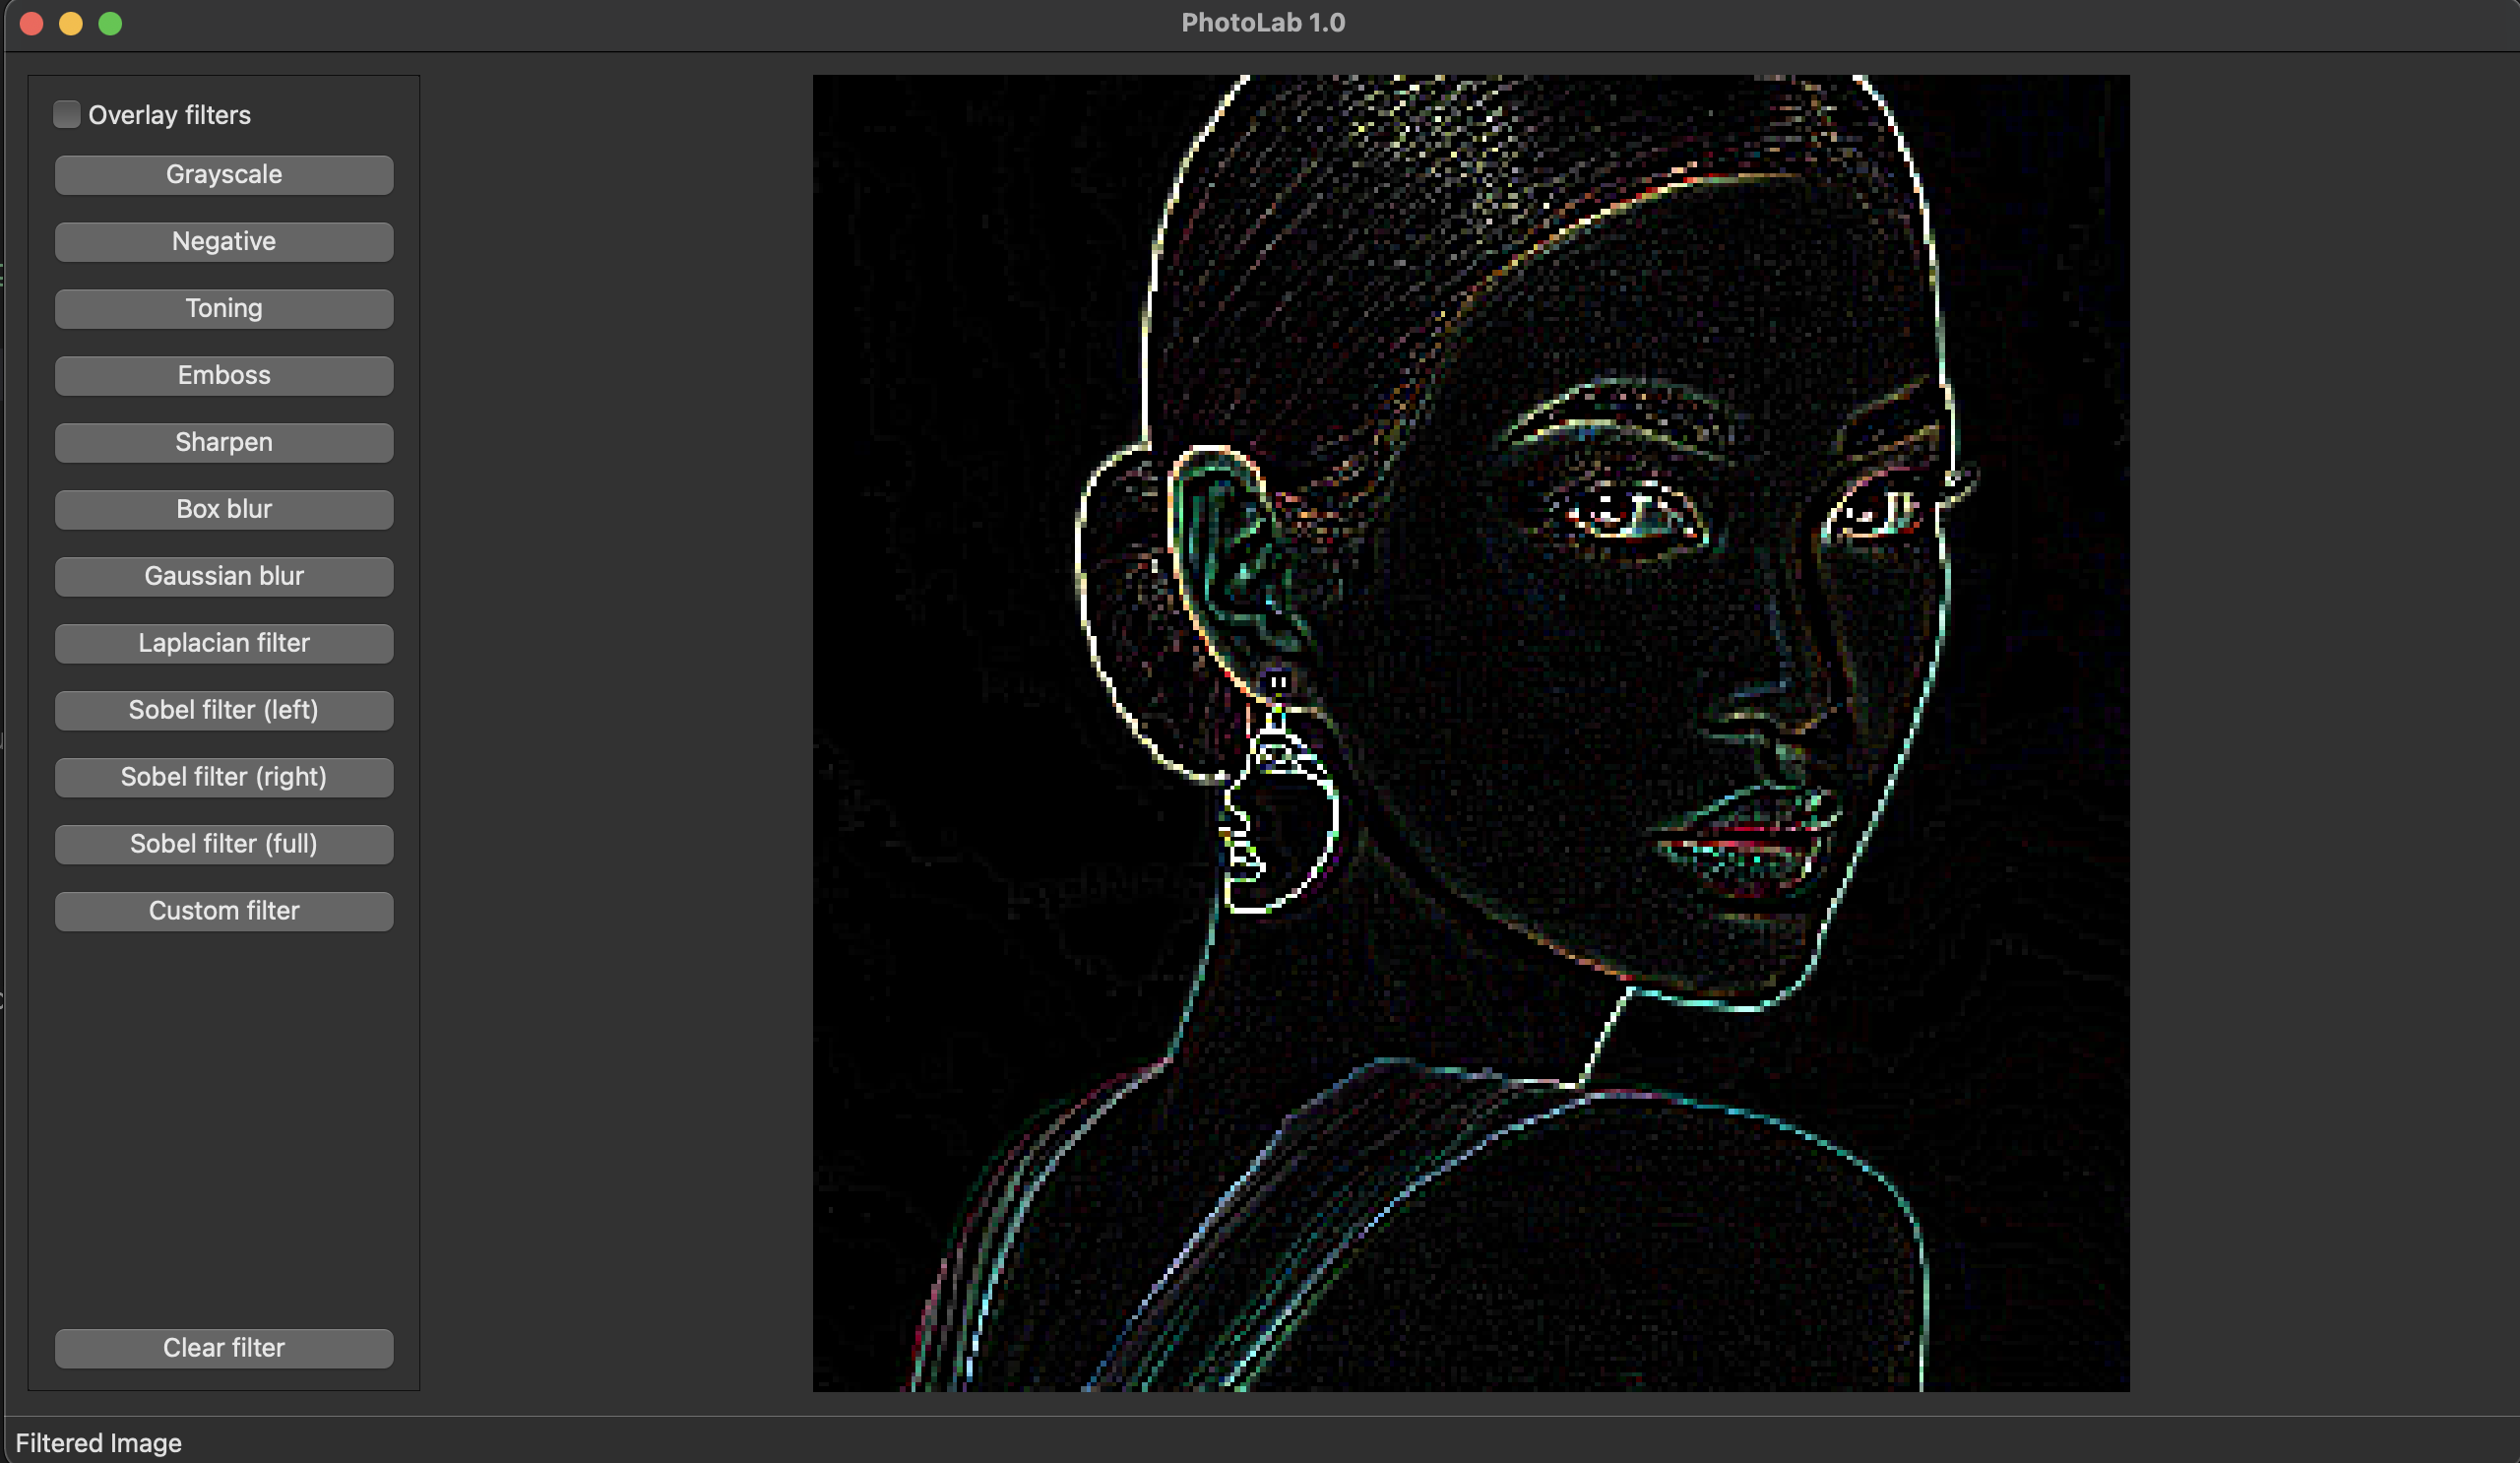 PhotoLab 1.0
Overlay filters
Grayscale
Negative
Toning
Emboss
Sharpen
Box blur
Gaussian blur
Laplacian filter
Sobel filter (left)
Sobel filter (right)
Sobel filter (full)
Custom filter
Clear filter
Filtered Image